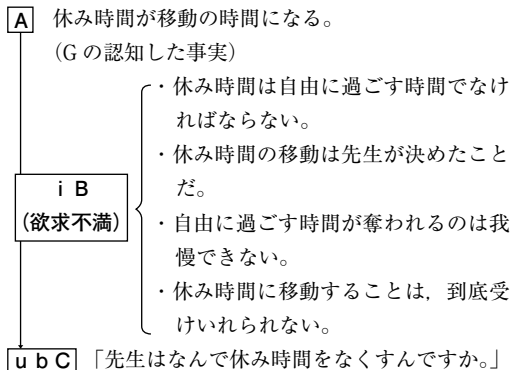 A 休み時間が移動の時間になる。
(G の認知した事実)
・休み時間は自由に過ごす時間でなけ
ればならない。
・休み時間の移動は先生が決めたこと
だ。
i B
(欲求不満)
・自由に過ごす時間が奪われるのは我
慢できない。
・休み時間に移動することは，到底受
けいれられない。
u b C 「先生はなんで休み時間をなくすんですか。」